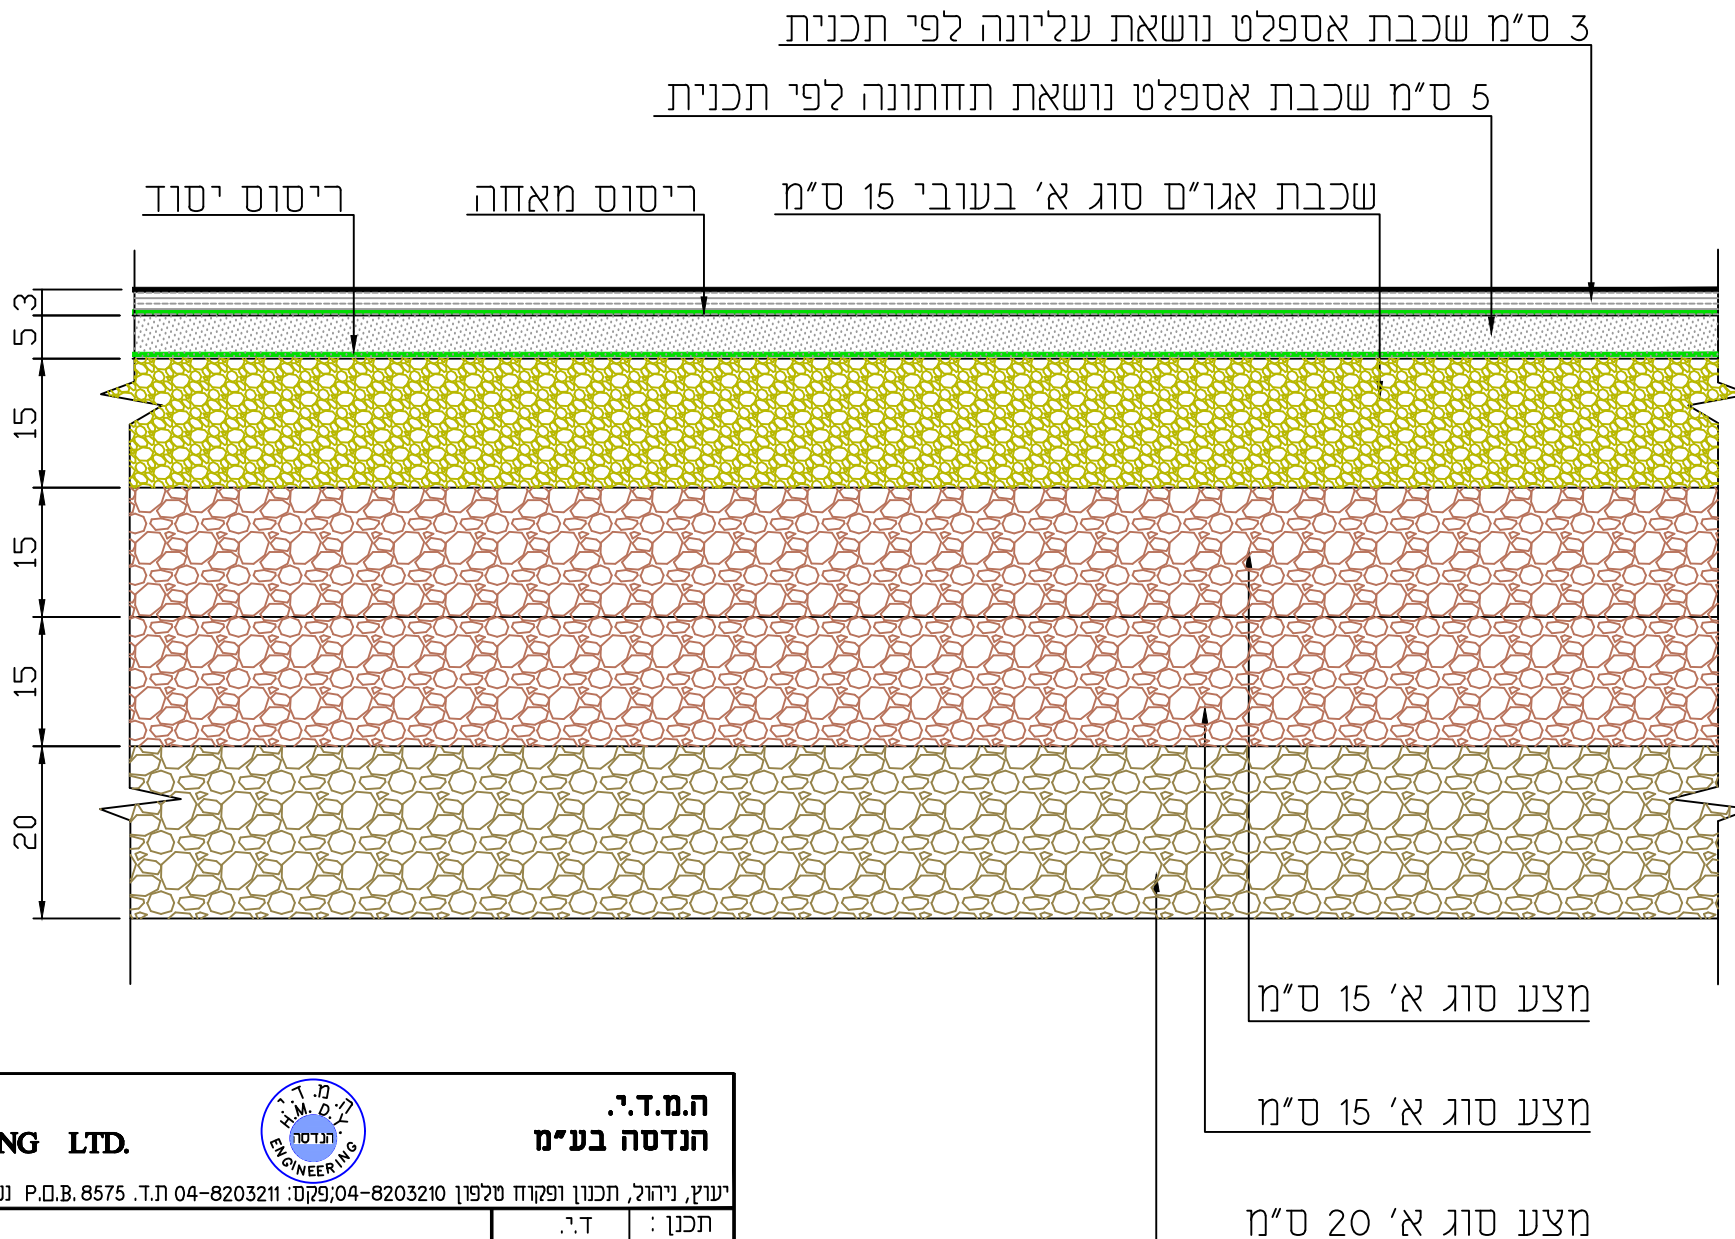 3 ס"מ שכבת אספלט נושאת עליונה לפי תכנית
5 ס"מ שכבת אספלט נושאת תחתונה לפי תכנית
שכבת אגו"ם סוג א' בעובי 15 ס"מ
ריסוס מאחה
ריסוס יסוד
3
5
15
15
15
20
מצע סוג א' 15 ס"מ
מצע סוג א' 15 ס"מ
מצע סוג א' 20 ס"מ
ה.מ.ד.י.
הנדסה בע"מ
ה.מ.ד.י.
H.M. D.Y.
הנדסה
ENGINEERING
NG LTD.
יעוץ, ניהול, תכנון ופקוח טלפון 04-8203210;פקס: 04-8203211 ת.ד. P.O.B. 8575
תכנון : ד.י.